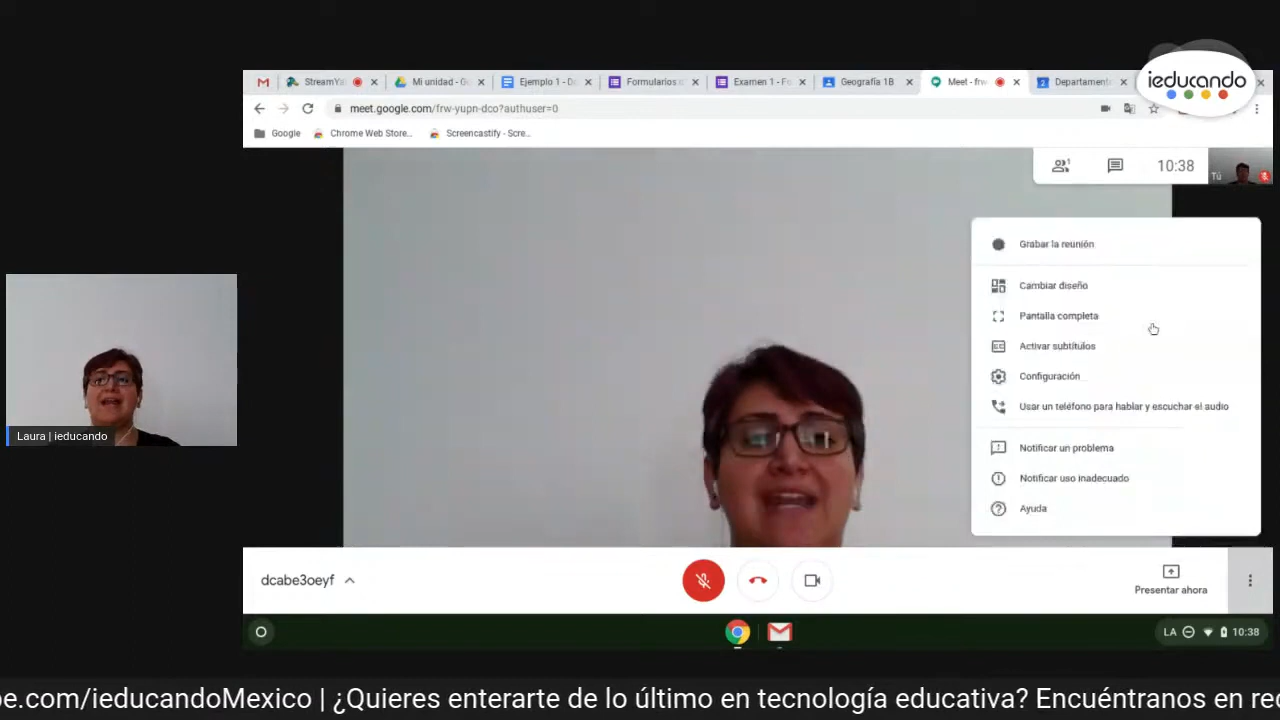 ieducando
StreamYa
Mi unidad - G
Ejemplo 1 - D
Formularios
Examen 1 - Fo
Geografía 1B
Meet - frw
Departament
meet.google.com/frw-yupn-dco?authuser=0
Google
Chrome Web Store...
Screencastify - Scre...
1
10:38
Tú
Grabar la reunión
Cambiar diseño
Pantalla completa
Activar subtítulos
Configuración
Usar un teléfono para hablar y escuchar el audio
Notificar un problema
Notificar uso inadecuado
Ayuda
Laura | ieducando
dcabe3oeyf
Presentar ahora
LA
10:38
be.com/ieducandoMexico | ¿Quieres enterarte de lo último en tecnología educativa? Encuéntranos en red